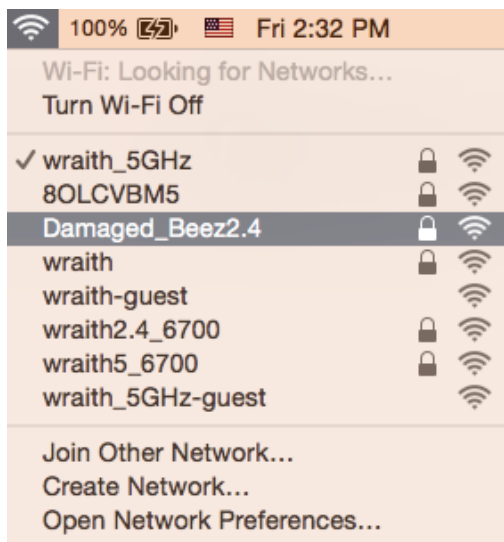 100% Fri 2:32 PM
Wi-Fi: Looking for Networks...
Turn Wi-Fi Off
wraith_5GHz
8OLCVBM5
Damaged_Beez2.4
wraith
wraith-guest
wraith2.4_6700
wraith5_6700
wraith_5GHz-guest
Join Other Network...
Create Network...
Open Network Preferences...